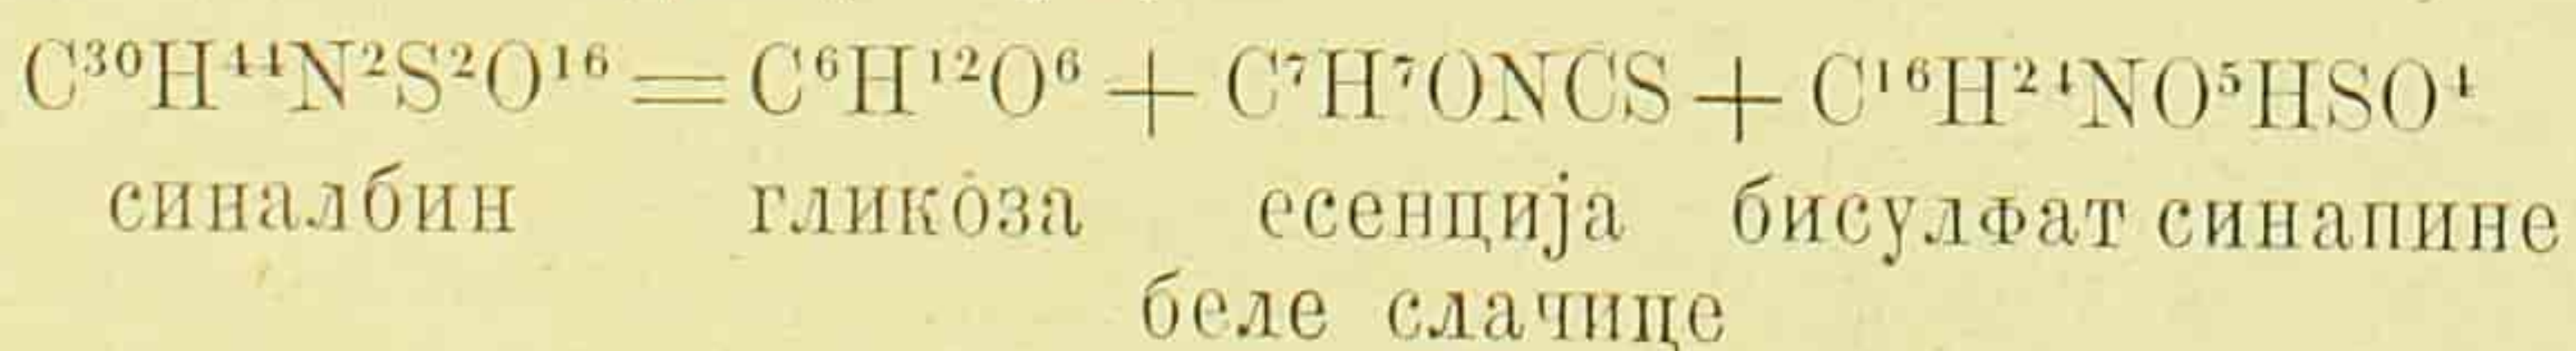 C³⁰H⁴⁴N²S²O¹⁶ = C⁶H¹²O⁶ + C⁷H⁷ONCS + C¹⁶H²⁴NO⁵HSO⁴
синалбин гликоза есенција бисулфат синапине
беле слачице